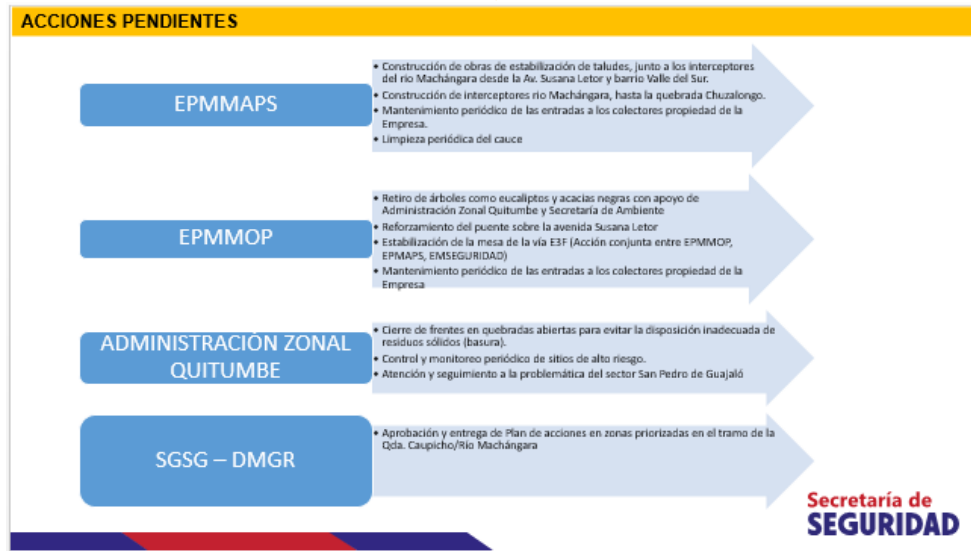 ACCIONES PENDIENTES
EPMMAPS
• Construcción de obras de estabilización de taludes, junto a los interceptores
del rio Machángara desde la Av. Susana Letor y barrio Valle del Sur.
• Construcción de interceptores rio Machángara, hasta la quebrada Chuzalongo.
• Mantenimiento periódico de las entradas a los colectores propiedad de la
Empresa.
• Limpieza periódica del cauce
EPMMOP
• Retiro de árboles como eucaliptos y acacias negras con apoyo de
Administración Zonal Quitumbe y Secretaría de Ambiente
• Reforzamiento del puente sobre la avenida Susana Letor
• Estabilización de la mesa de la vía E3F (Acción conjunta entre EPMMOP,
EPMAPS, EMSEGURIDAD)
• Mantenimiento periódico de las entradas a los colectores propiedad de la
Empresa
ADMINISTRACIÓN ZONAL
QUITUMBE
• Cierre de frentes en quebradas abiertas para evitar la disposición inadecuada de
residuos sólidos (basura).
• Control y monitoreo periódico de sitios de alto riesgo.
• Atención y seguimiento a la problemática del sector San Pedro de Guajaló
SGSG – DMGR
• Aprobación y entrega de Plan de acciones en zonas priorizadas en el tramo de la
Qda. Caupicho/Río Machángara
Secretaría de
SEGURIDAD